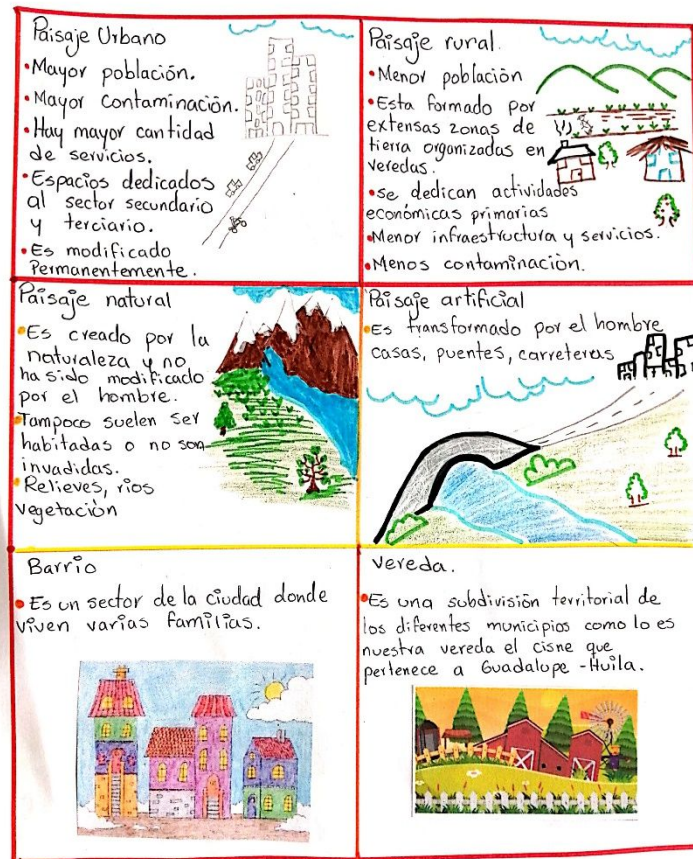 Paisaje Urbano
• Mayor población.
• Mayor contaminación.
• Hay mayor cantidad
de servicios.
• Espacios dedicados
al sector secundario
y terciario.
• Es modificado
Permanentemente.
Paisaje rural.
• Menor población
• Esta formado por
extensas zonas de
tierra organizadas en
veredas.
• se dedican actividades
económicas primarias
• Menor infraestructura y servicios.
• Menos contaminación.
Paisaje natural
• Es creado por la
naturaleza y no
ha sido modificado
por el hombre.
• Tampoco suelen ser
habitadas o no son
invadidas.
• Relieves, rios
vegetación
Paisaje artificial
• Es transformado por el hombre
casas, puentes, carreteras
Barrio
• Es un sector de la ciudad donde
viven varias familias.
vereda.
• Es una subdivisión territorial de
los diferentes municipios como lo es
nuestra vereda el cisne que
pertenece a Guadalupe - Huila.